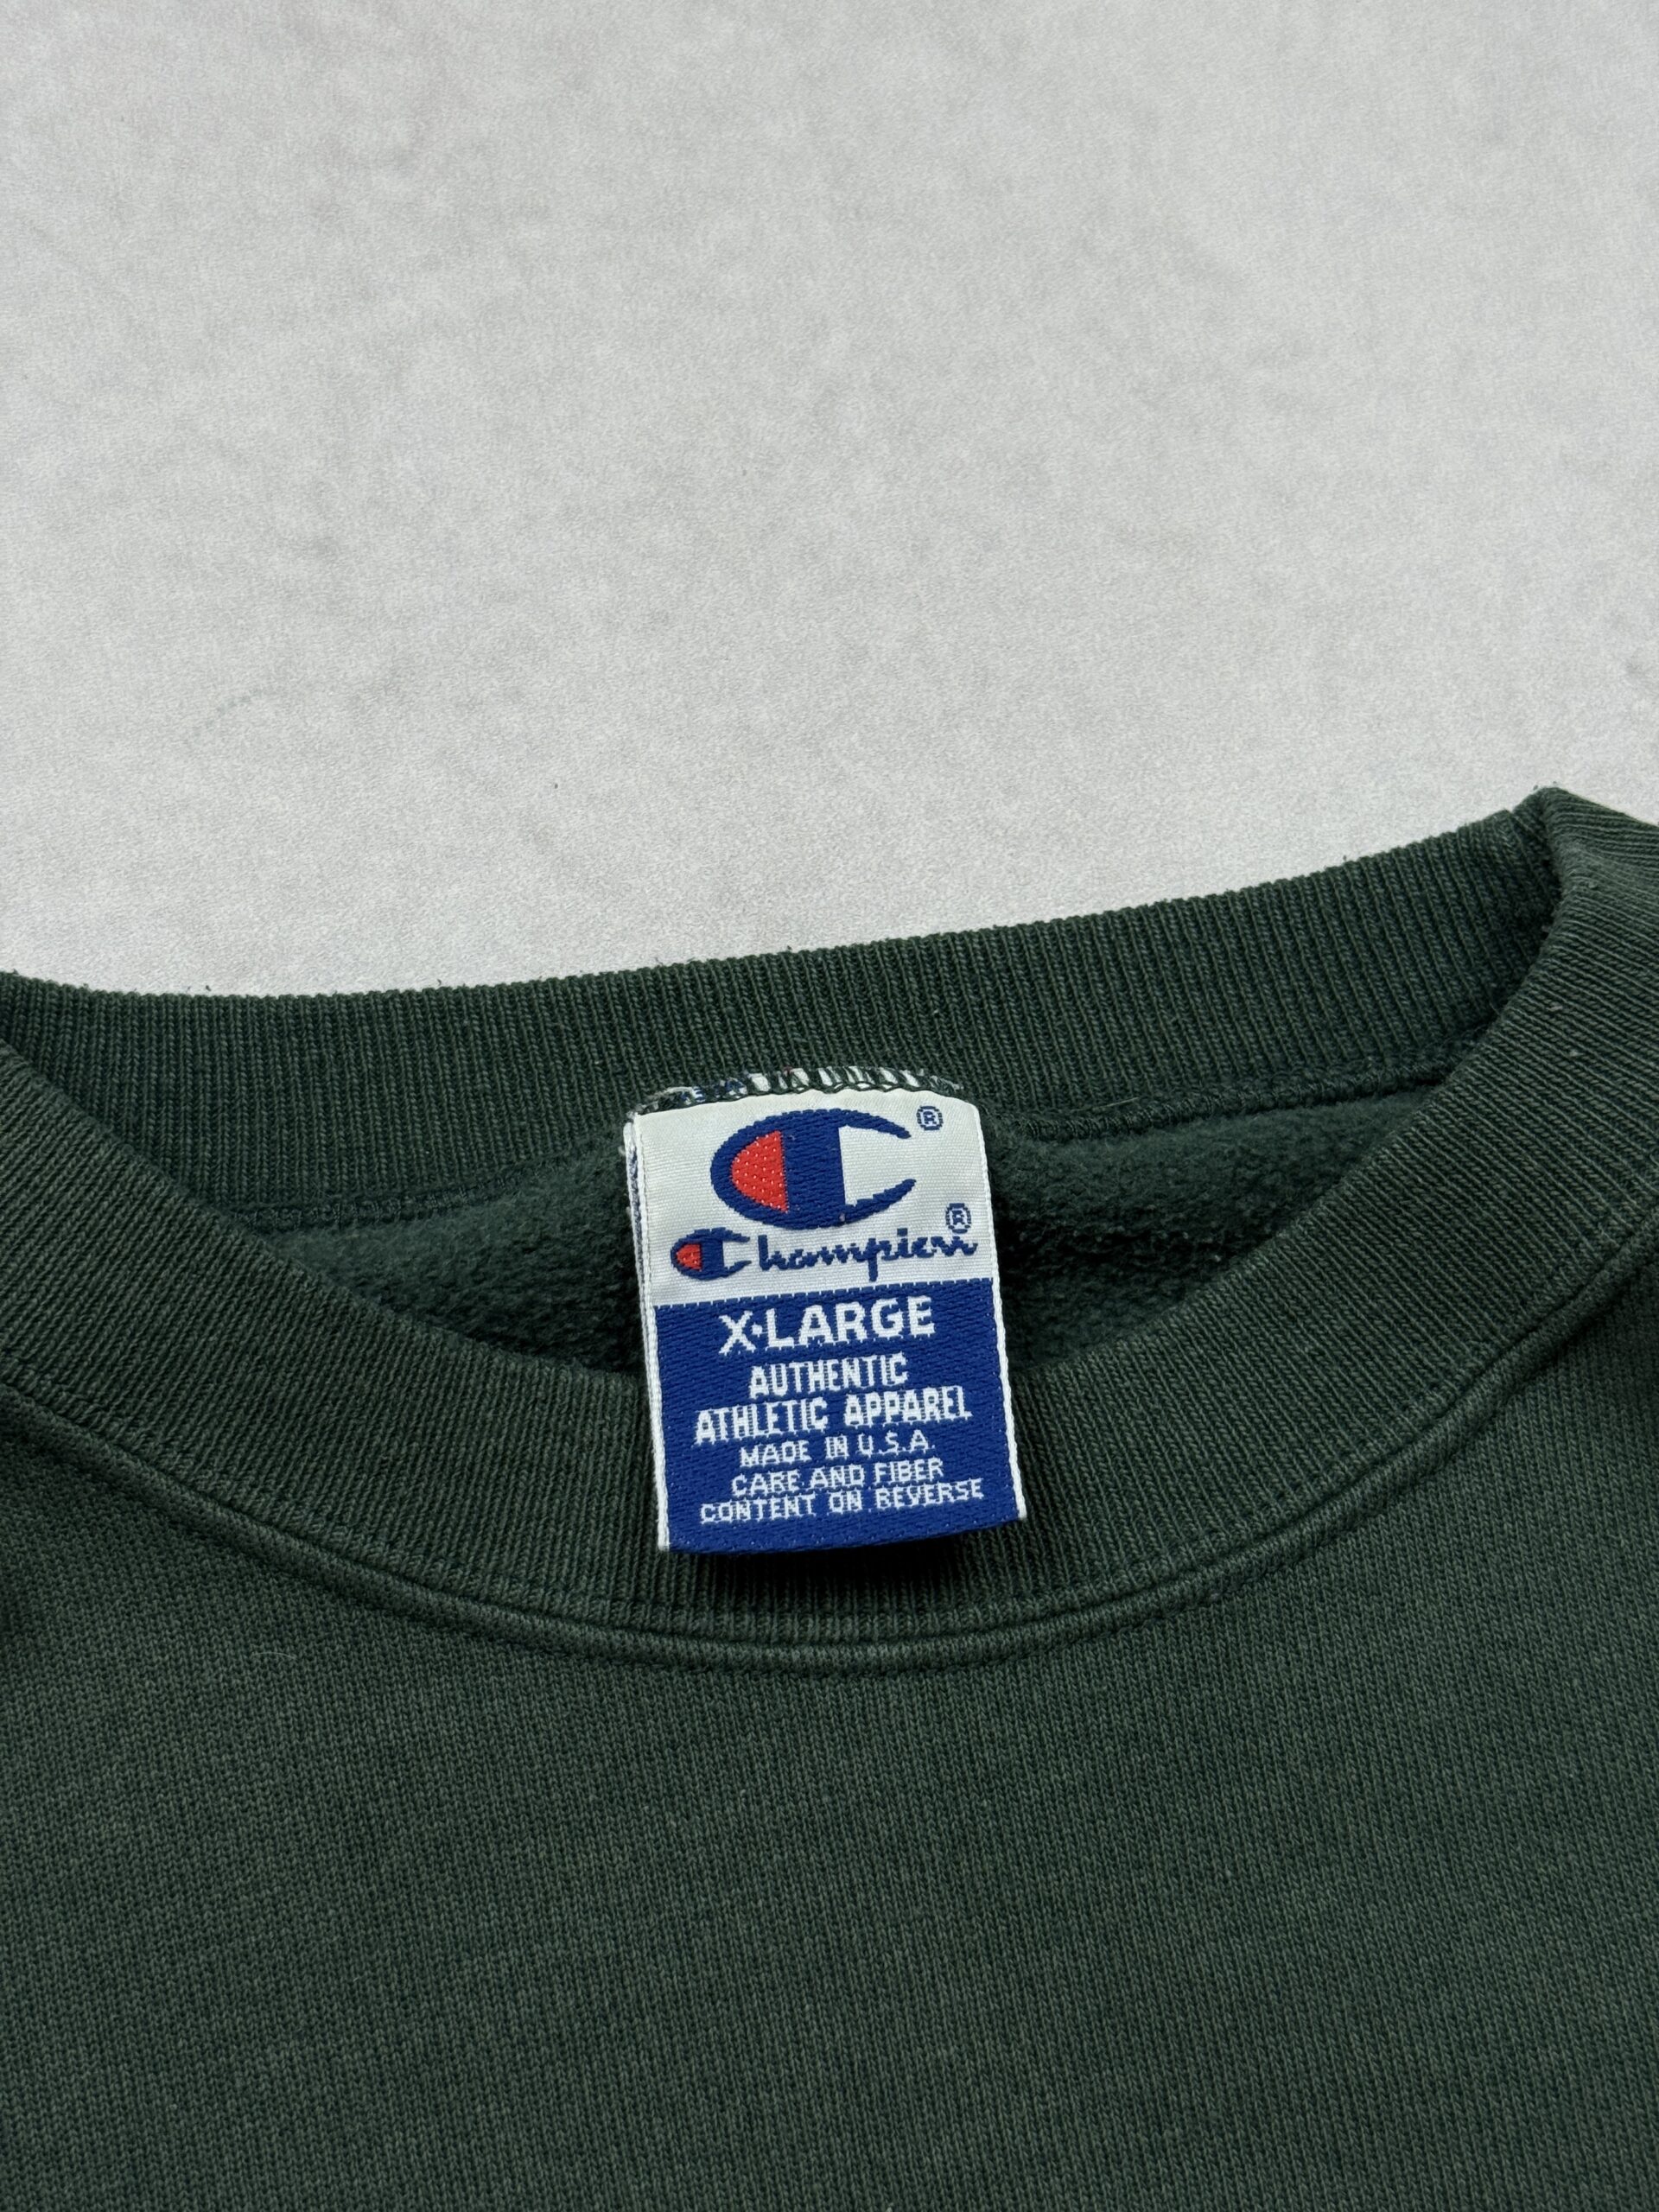 ®
Champion®
X-LARGE
AUTHENTIC
ATHLETIC APPAREL
MADE IN U.S.A.
CARE AND FIBER
CONTENT ON REVERSE